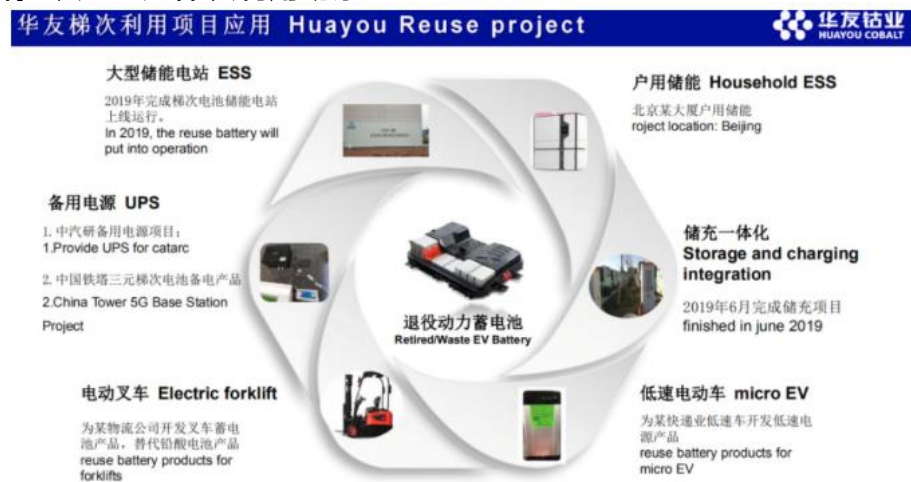 华友梯次利用项目应用 Huayou Reuse project
华友钴业
HUAYOU COBALT
大型储能电站 ESS
2019年完成梯次电池储能电站
上线运行。
In 2019, the reuse battery will
put into operation
户用储能 Household ESS
北京某大厦户用储能
roject location: Beijing
备用电源 UPS
1. 中汽研备用电源项目；
1.Provide UPS for catarc
2. 中国铁塔三元梯次电池备电产品
2.China Tower 5G Base Station
Project
储充一体化
Storage and charging
integration
2019年6月完成储充项目
finished in june 2019
退役动力蓄电池
Retired/Waste EV Battery
电动叉车 Electric forklift
为某物流公司开发叉车蓄电
池产品，替代铅酸电池产品
reuse battery products for
forklifts
低速电动车 micro EV
为某快递业低速车开发低速电
源产品
reuse battery products for
micro EV